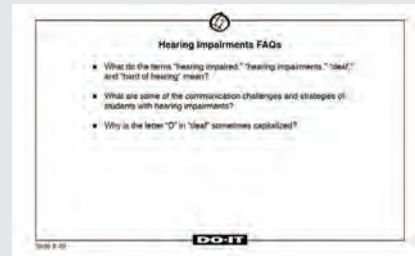 Hearing Impairments FAQs
■ What do the terms "hearing impaired," "hearing impairments," "deaf,"
and "hard of hearing" mean?
■ What are some of the communication challenges and strategies of
students with hearing impairments?
■ Why is the letter "D" in "deaf" sometimes capitalized?
DO-IT
Slide